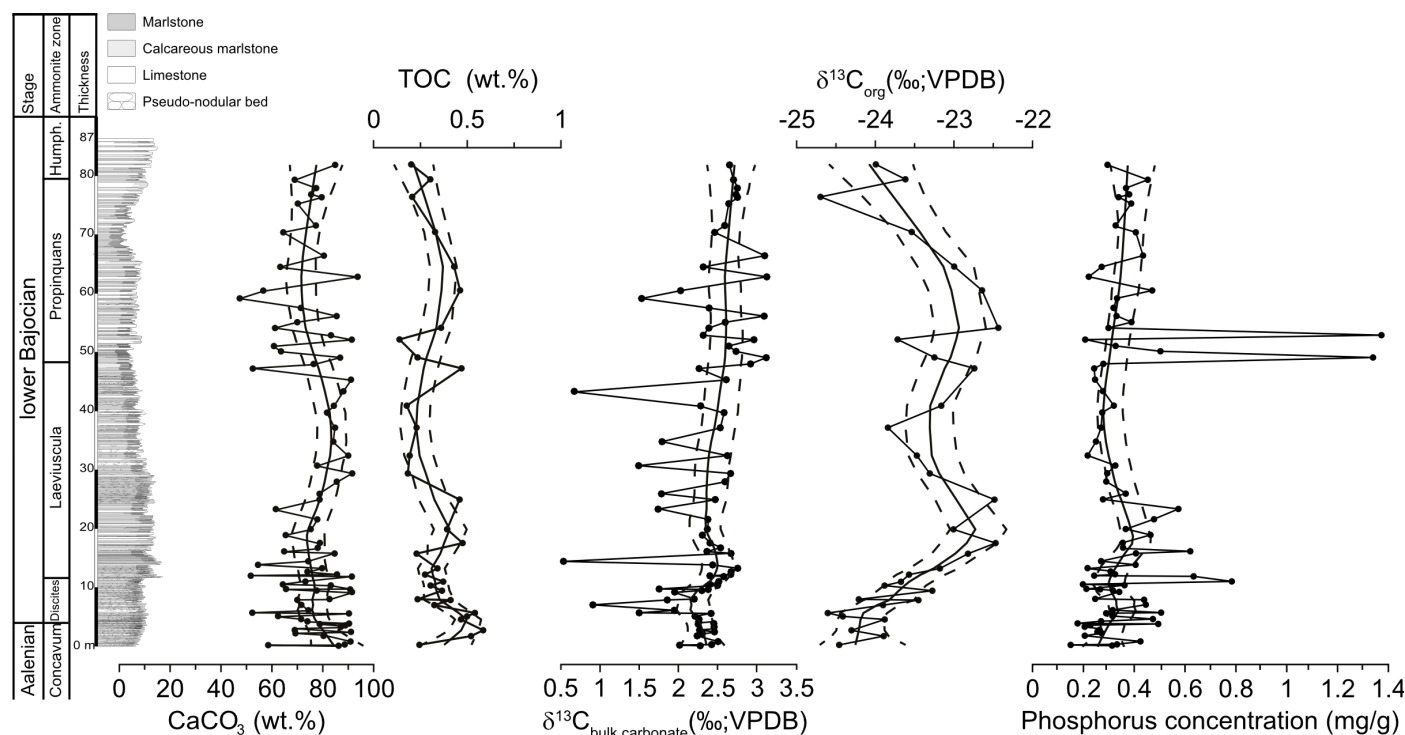 Stage
Ammonite zone
Thickness
Marlstone
Calcareous marlstone
Limestone
Pseudo-nodular bed
TOC (wt.%)
0 0.5 1
δ¹³Corg(‰;VPDB)
-25 -24 -23 -22
lower Bajocian
Aalenian
Humph.
Propinquans
Laeviuscula
Discites
Concavum
87
80
70
60
50
40
30
20
10
0 m
0 20 40 60 80 100
CaCO₃ (wt.%)
0.5 1 1.5 2 2.5 3 3.5
δ¹³Cbulk carbonate(‰;VPDB)
0 0.2 0.4 0.6 0.8 1 1.2 1.4
Phosphorus concentration (mg/g)